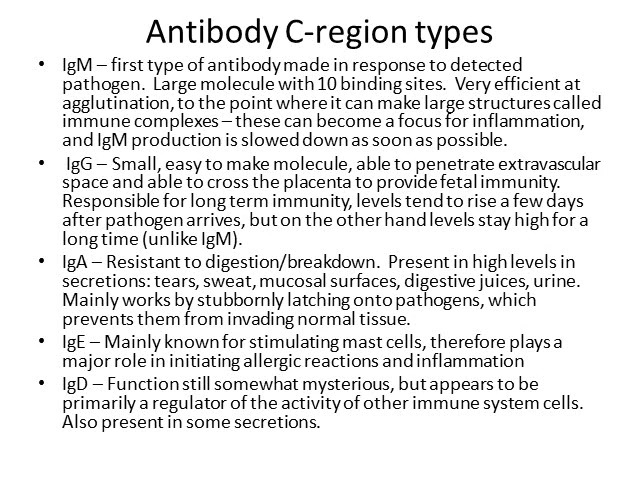 Antibody C-region types
• IgM – first type of antibody made in response to detected
pathogen.  Large molecule with 10 binding sites.  Very efficient at
agglutination, to the point where it can make large structures called
immune complexes – these can become a focus for inflammation,
and IgM production is slowed down as soon as possible.
• IgG – Small, easy to make molecule, able to penetrate extravascular
space and able to cross the placenta to provide fetal immunity.
Responsible for long term immunity, levels tend to rise a few days
after pathogen arrives, but on the other hand levels stay high for a
long time (unlike IgM).
• IgA – Resistant to digestion/breakdown.  Present in high levels in
secretions: tears, sweat, mucosal surfaces, digestive juices, urine.
Mainly works by stubbornly latching onto pathogens, which
prevents them from invading normal tissue.
• IgE – Mainly known for stimulating mast cells, therefore plays a
major role in initiating allergic reactions and inflammation
• IgD – Function still somewhat mysterious, but appears to be
primarily a regulator of the activity of other immune system cells.
Also present in some secretions.